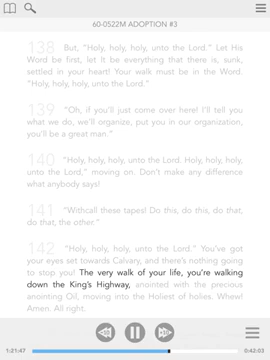 60-0522M ADOPTION #3
138 But, "Holy, holy, holy, unto the Lord." Let His
Word be first, let It be everything that there is, sunk,
settled in your heart! Your walk must be in the Word.
"Holy, holy, holy, unto the Lord."
139 "Oh, if you'll just come over here! I'll tell you
what we do, we'll organize, put you in our organization,
you'll be a great man."
140 "Holy, holy, holy, unto the Lord. Holy, holy, holy,
unto the Lord," moving on. Don't make any difference
what anybody says!
141 "Withcall these tapes! Do this, do this, do that,
do that, the other."
142 "Holy, holy, holy, unto the Lord." You've got
your eyes set towards Calvary, and there's nothing going
to stop you! The very walk of your life, you're walking
down the King's Highway, anointed with the precious
anointing Oil, moving into the Holiest of holies. Whew!
Amen. All right.
1:21:47
0:42:03